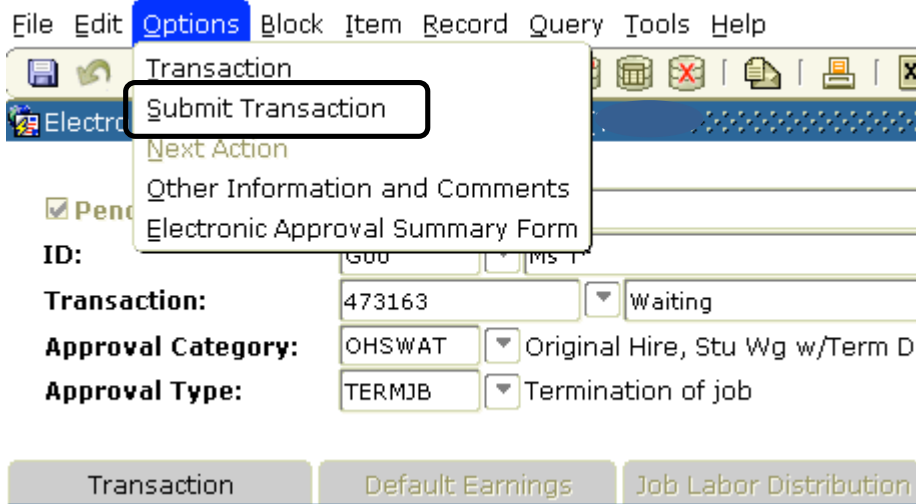 File Edit Options Block Item Record Query Tools Help
Transaction
Submit Transaction
Electro
Next Action
Other Information and Comments
Pend
Electronic Approval Summary Form
ID: G00 Ms
Transaction: 473163 Waiting
Approval Category: OHSWAT Original Hire, Stu Wg w/Term D
Approval Type: TERMJB Termination of job
Transaction Default Earnings Job Labor Distribution